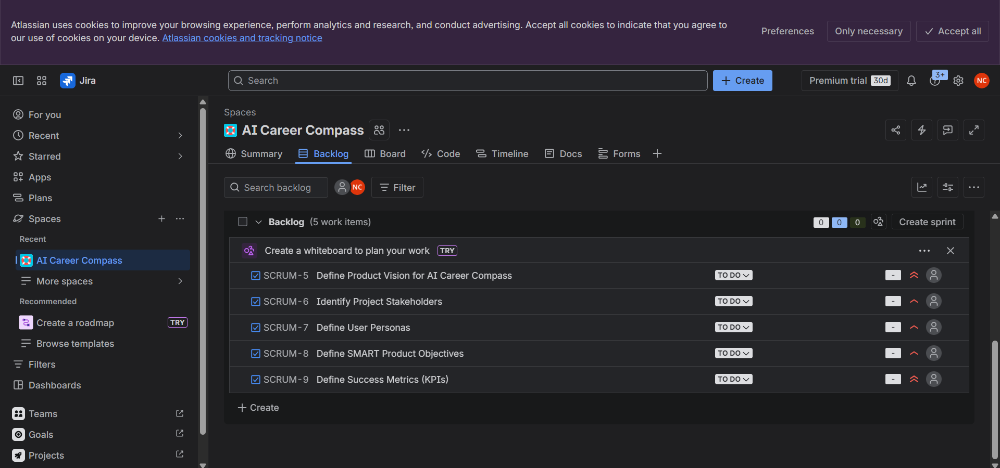 Atlassian uses cookies to improve your browsing experience, perform analytics and research, and conduct advertising. Accept all cookies to indicate that you agree to
our use of cookies on your device. Atlassian cookies and tracking notice
Preferences
Only necessary
Accept all
Jira
Search
Create
Premium trial 30d
3+
NC
For you
Recent
Starred
Apps
Plans
Spaces
Recent
AI Career Compass
More spaces
Recommended
Create a roadmap TRY
Browse templates
Filters
Dashboards
Teams
Goals
Projects
Spaces
AI Career Compass
Summary
Backlog
Board
Code
Timeline
Docs
Forms
Search backlog
NC
Filter
Backlog (5 work items)
0 0 0
Create sprint
Create a whiteboard to plan your work TRY
SCRUM-5 Define Product Vision for AI Career Compass TO DO -
SCRUM-6 Identify Project Stakeholders TO DO -
SCRUM-7 Define User Personas TO DO -
SCRUM-8 Define SMART Product Objectives TO DO -
SCRUM-9 Define Success Metrics (KPIs) TO DO -
Create